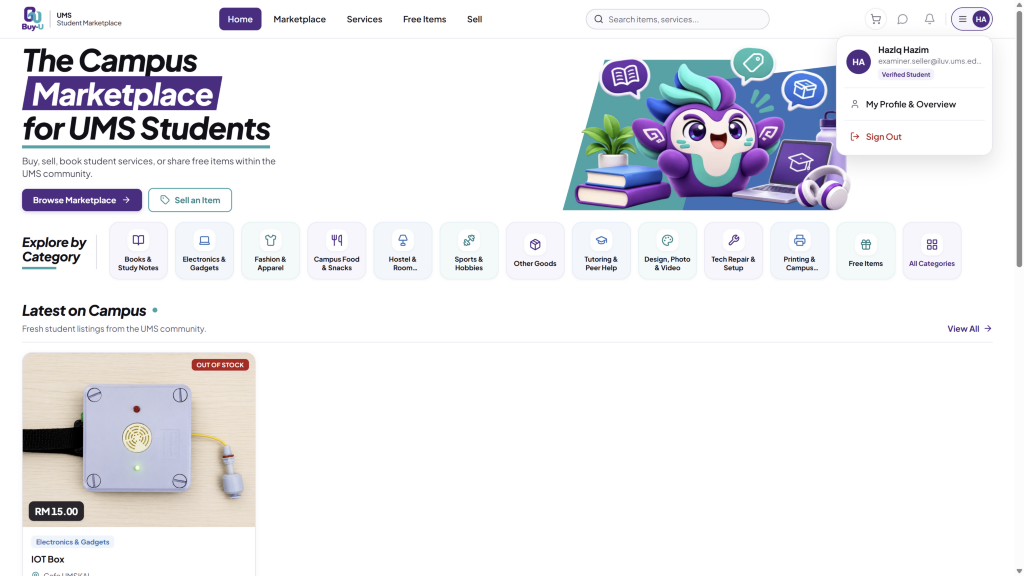 Buy-U
UMS
Student Marketplace
Home
Marketplace
Services
Free Items
Sell
Search items, services...
HA
HA
Haziq Hazim
examiner.seller@iluv.ums.ed...
Verified Student
My Profile & Overview
Sign Out
The Campus
Marketplace
for UMS Students
Buy, sell, book student services, or share free items within the
UMS community.
Browse Marketplace
Sell an Item
Explore by
Category
Books &
Study Notes
Electronics &
Gadgets
Fashion &
Apparel
Campus Food
& Snacks
Hostel &
Room...
Sports &
Hobbies
Other Goods
Tutoring &
Peer Help
Design, Photo
& Video
Tech Repair &
Setup
Printing &
Campus...
Free Items
All Categories
Latest on Campus
Fresh student listings from the UMS community.
View All
OUT OF STOCK
RM 15.00
Electronics & Gadgets
IOT Box